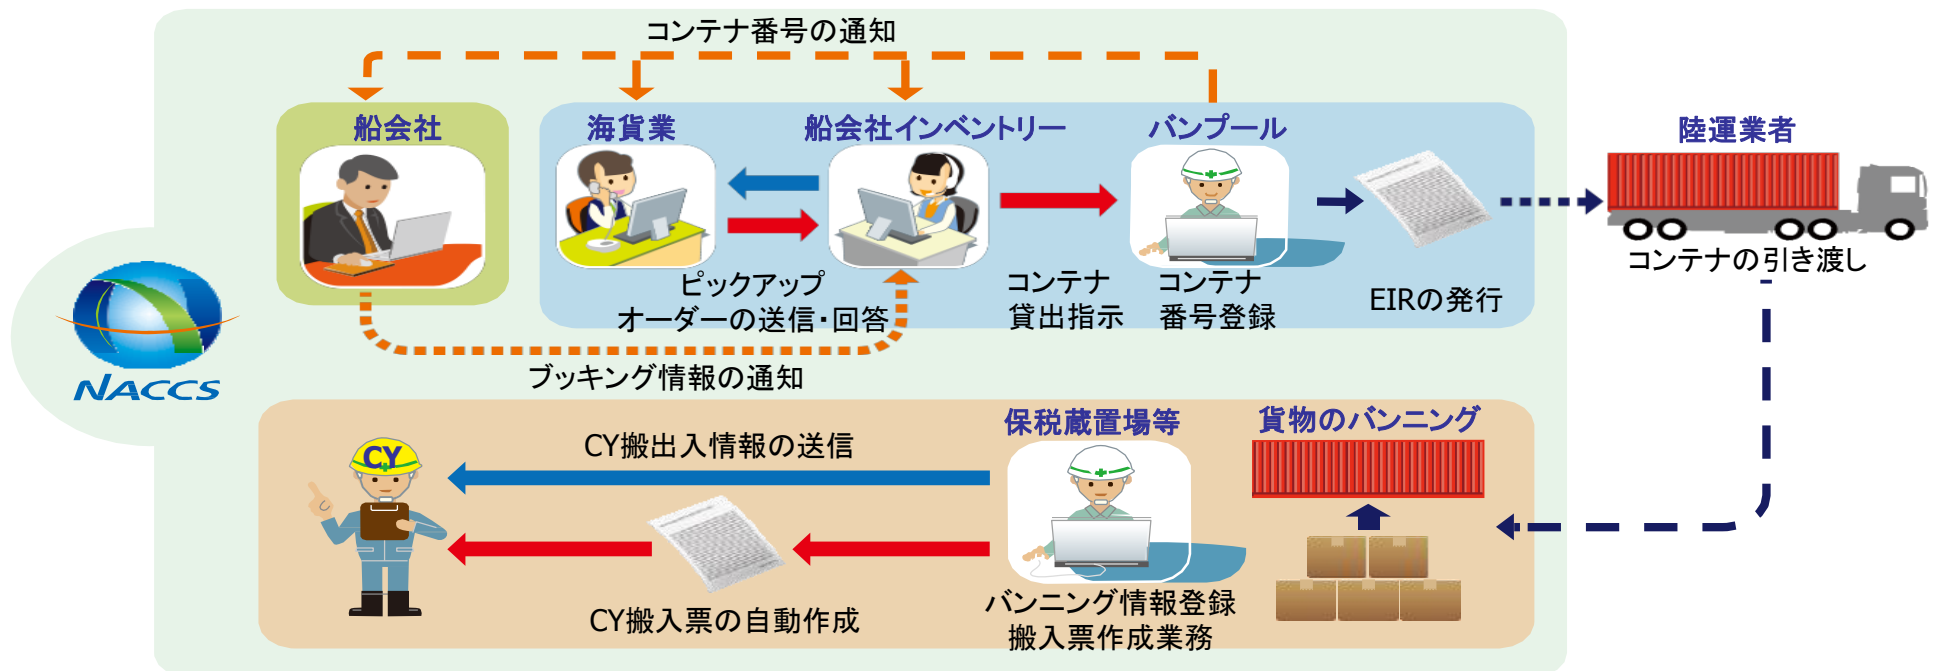 コンテナ番号の通知
船会社
海貨業
船会社インベントリー
バンプール
陸運業者
ピックアップ
オーダーの送信・回答
コンテナ
貸出指示
コンテナ
番号登録
EIRの発行
コンテナの引き渡し
NACCS
ブッキング情報の通知
保税蔵置場等
貨物のバンニング
CY
CY搬出入情報の送信
CY搬入票の自動作成
バンニング情報登録
搬入票作成業務